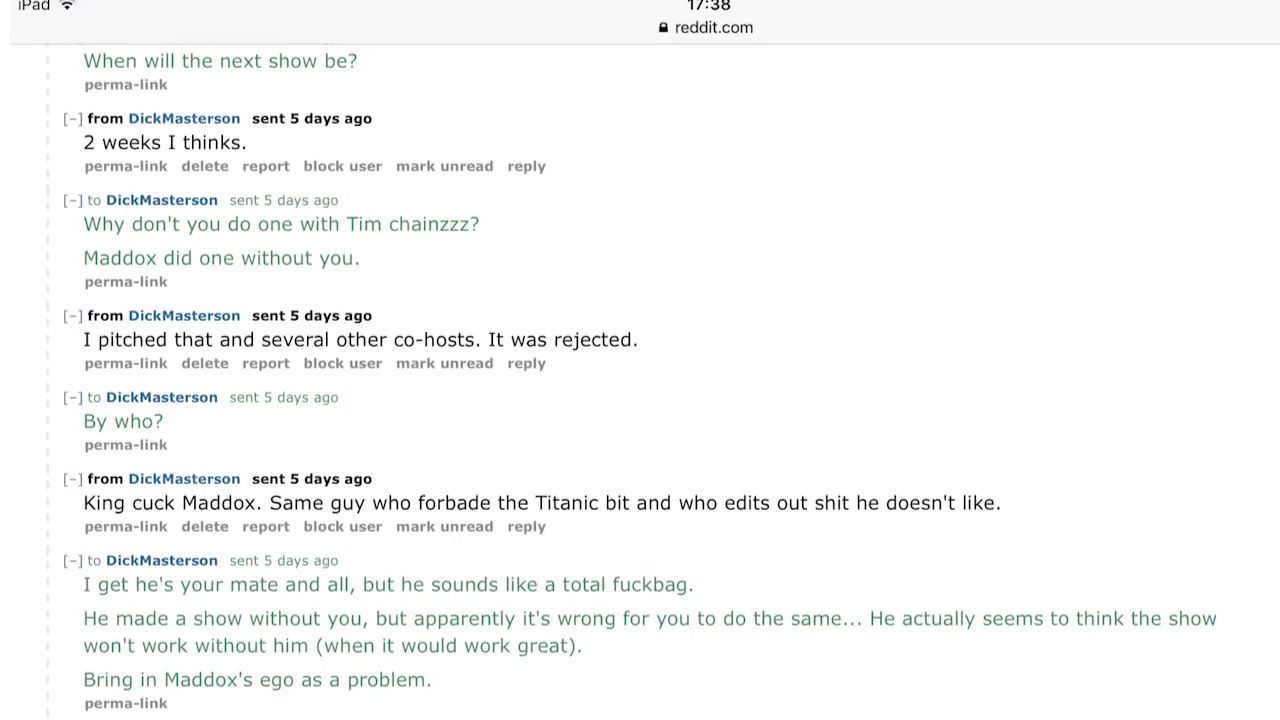 iPad
17:38
reddit.com
When will the next show be?
perma-link
[-] from DickMasterson sent 5 days ago
2 weeks I thinks.
perma-link delete report block user mark unread reply
[-] to DickMasterson sent 5 days ago
Why don't you do one with Tim chainzzz?
Maddox did one without you.
perma-link
[-] from DickMasterson sent 5 days ago
I pitched that and several other co-hosts. It was rejected.
perma-link delete report block user mark unread reply
[-] to DickMasterson sent 5 days ago
By who?
perma-link
[-] from DickMasterson sent 5 days ago
King cuck Maddox. Same guy who forbade the Titanic bit and who edits out shit he doesn't like.
perma-link delete report block user mark unread reply
[-] to DickMasterson sent 5 days ago
I get he's your mate and all, but he sounds like a total fuckbag.
He made a show without you, but apparently it's wrong for you to do the same... He actually seems to think the show
won't work without him (when it would work great).
Bring in Maddox's ego as a problem.
perma-link